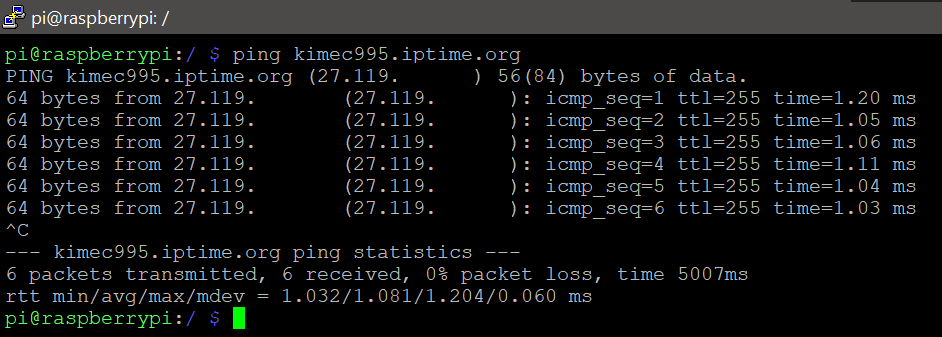 pi@raspberrypi: /
pi@raspberrypi:/ $ ping kimec995.iptime.org
PING kimec995.iptime.org (27.119.      ) 56(84) bytes of data.
64 bytes from 27.119.       (27.119.      ): icmp_seq=1 ttl=255 time=1.20 ms
64 bytes from 27.119.       (27.119.      ): icmp_seq=2 ttl=255 time=1.05 ms
64 bytes from 27.119.       (27.119.      ): icmp_seq=3 ttl=255 time=1.06 ms
64 bytes from 27.119.       (27.119.      ): icmp_seq=4 ttl=255 time=1.11 ms
64 bytes from 27.119.       (27.119.      ): icmp_seq=5 ttl=255 time=1.04 ms
64 bytes from 27.119.       (27.119.      ): icmp_seq=6 ttl=255 time=1.03 ms
^C
--- kimec995.iptime.org ping statistics ---
6 packets transmitted, 6 received, 0% packet loss, time 5007ms
rtt min/avg/max/mdev = 1.032/1.081/1.204/0.060 ms
pi@raspberrypi:/ $